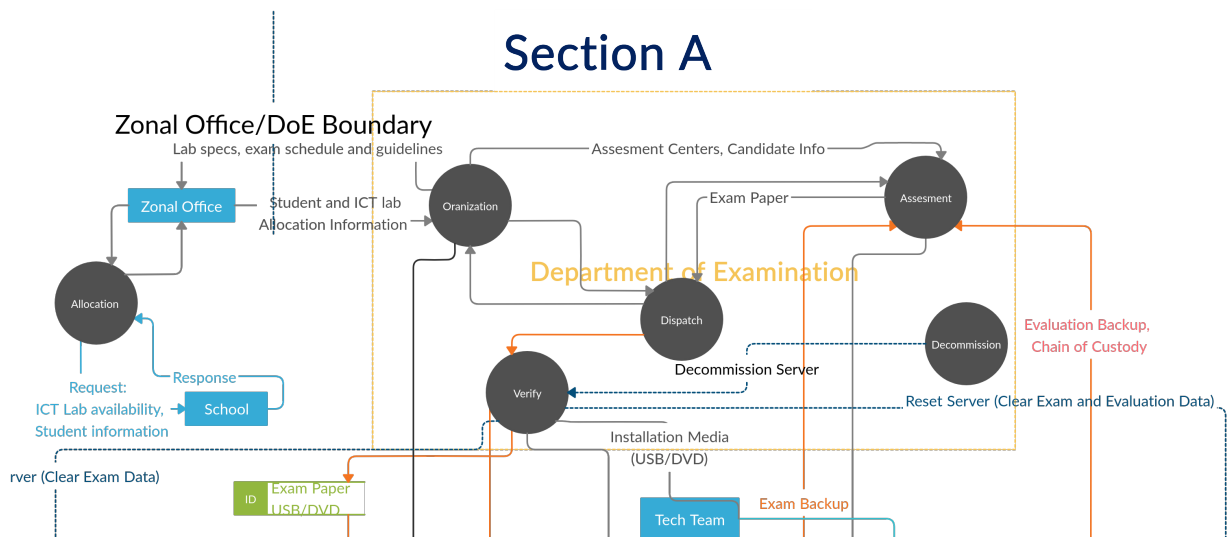 Section A
Zonal Office/DoE Boundary
Lab specs, exam schedule and guidelines
Assesment Centers, Candidate Info
Zonal Office
Student and ICT lab
Allocation Information
Oranization
Exam Paper
Assesment
Department of Examination
Allocation
Dispatch
Decommission
Evaluation Backup,
Chain of Custody
Decommission Server
Response
Request:
ICT Lab availability,
Student information
School
Verify
Reset Server (Clear Exam and Evaluation Data)
Installation Media
(USB/DVD)
rver (Clear Exam Data)
ID
Exam Paper
USB/DVD
Exam Backup
Tech Team